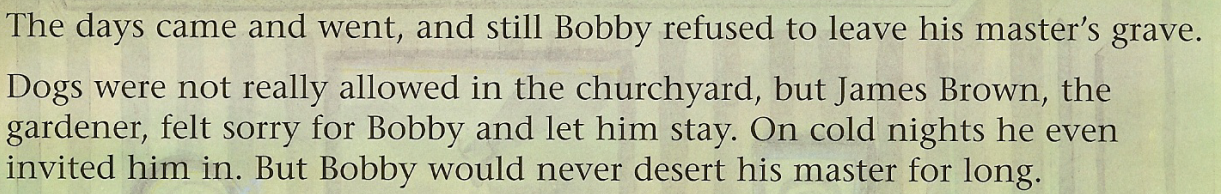 The days came and went, and still Bobby refused to leave his master's grave.
Dogs were not really allowed in the churchyard, but James Brown, the
gardener, felt sorry for Bobby and let him stay. On cold nights he even
invited him in. But Bobby would never desert his master for long.